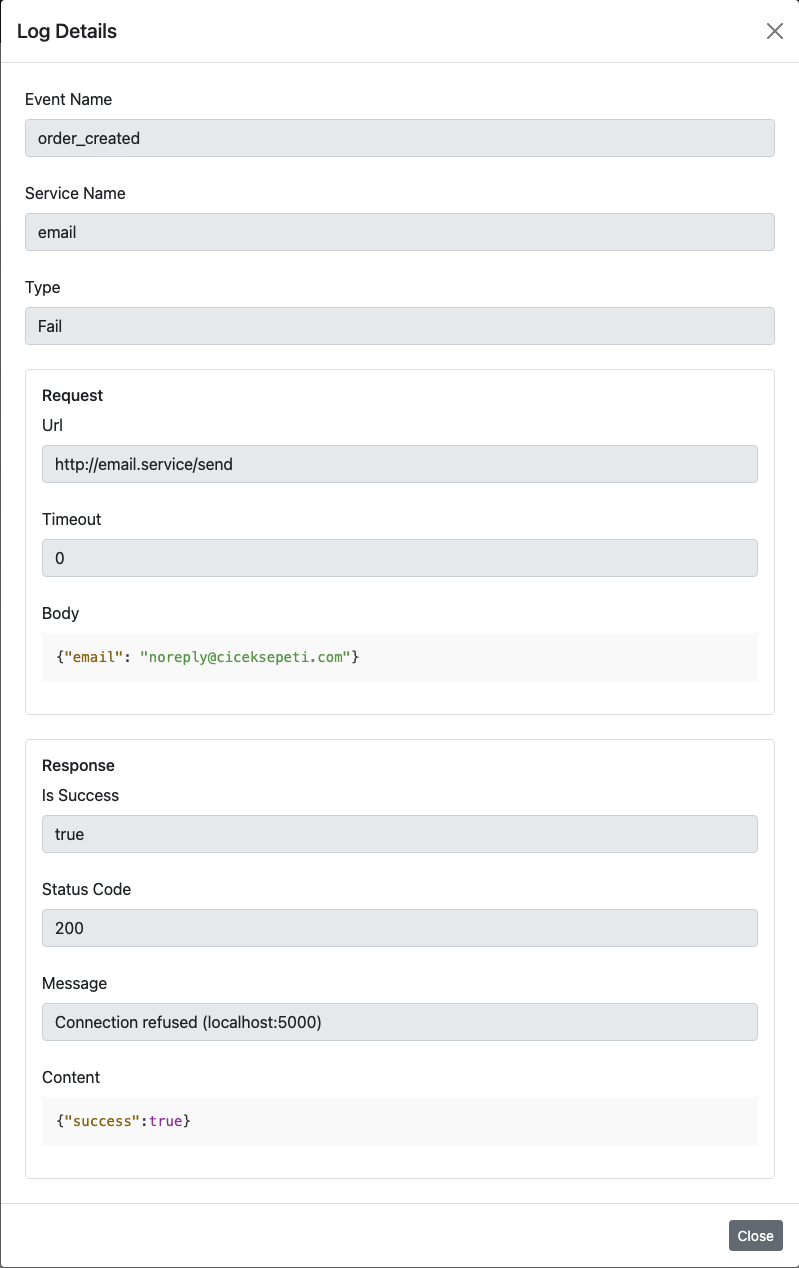 Log Details
Event Name
order_created
Service Name
email
Type
Fail
Request
Url
http://email.service/send
Timeout
0
Body
{"email": "noreply@ciceksepeti.com"}
Response
Is Success
true
Status Code
200
Message
Connection refused (localhost:5000)
Content
{"success":true}
Close